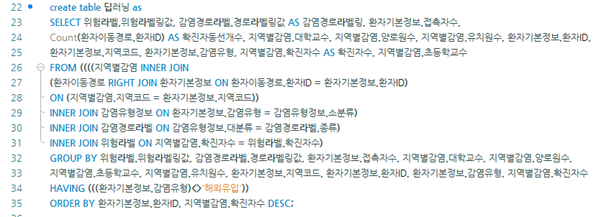 22 create table 딥러닝 as
23 SELECT 위험라벨,위험라벨링값, 감염경로라벨,경로라벨링값 AS 감염경로라벨링, 환자기본정보,접촉자수,
24 Count(환자이동경로,환자ID) AS 확진자동선개수, 지역별감염,대학교수, 지역별감염,양로원수, 지역별감염,유치원수, 환자기본정보,환자ID,
25 환자기본정보,지역코드, 환자기본정보,감염유형, 지역별감염,확진자수 AS 확진자수, 지역별감염,초등학교수
26 FROM ((((지역별감염 INNER JOIN
27 (환자이동경로 RIGHT JOIN 환자기본정보 ON 환자이동경로,환자ID = 환자기본정보,환자ID)
28 ON (지역별감염,지역코드 = 환자기본정보,지역코드))
29 INNER JOIN 감염유형정보 ON 환자기본정보,감염유형 = 감염유형정보,소분류)
30 INNER JOIN 감염경로라벨 ON 감염유형정보,대분류 = 감염경로라벨,종류)
31 INNER JOIN 위험라벨 ON 지역별감염,확진자수 = 위험라벨,확진자수)
32 GROUP BY 위험라벨,위험라벨링값, 감염경로라벨,경로라벨링값, 환자기본정보,접촉자수, 지역별감염,대학교수, 지역별감염,양로원수,
33 지역별감염,초등학교수, 지역별감염,유치원수, 환자기본정보,지역코드, 환자기본정보,환자ID, 환자기본정보,감염유형, 지역별감염,확진자수
34 HAVING (((환자기본정보,감염유형)<>'해외유입'))
35 ORDER BY 환자기본정보,환자ID, 지역별감염,확진자수 DESC;